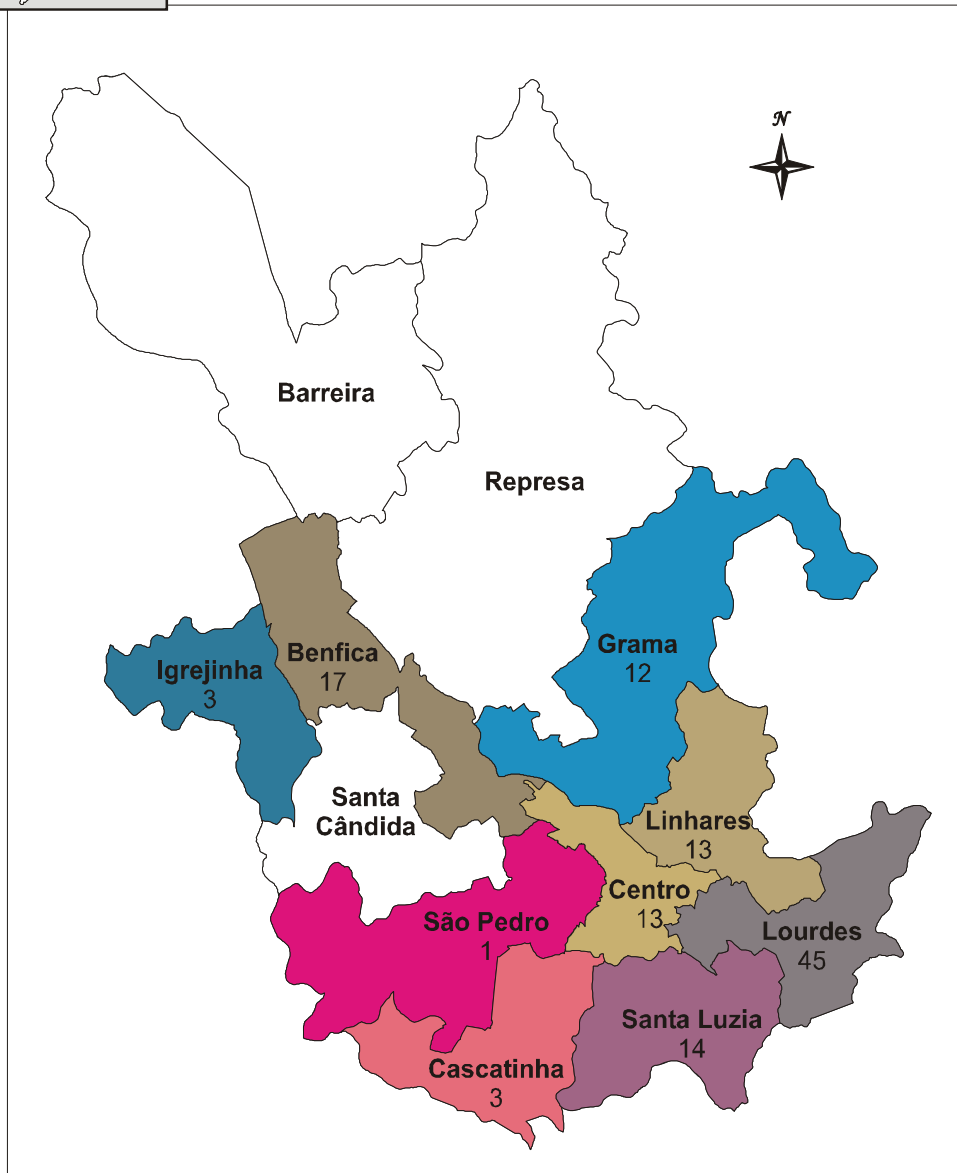 N
Barreira
Represa
Grama
12
Benfica
17
Igrejinha
3
Santa
Cândida
Linhares
13
Centro
13
São Pedro
1
Lourdes
45
Santa Luzia
14
Cascatinha
3